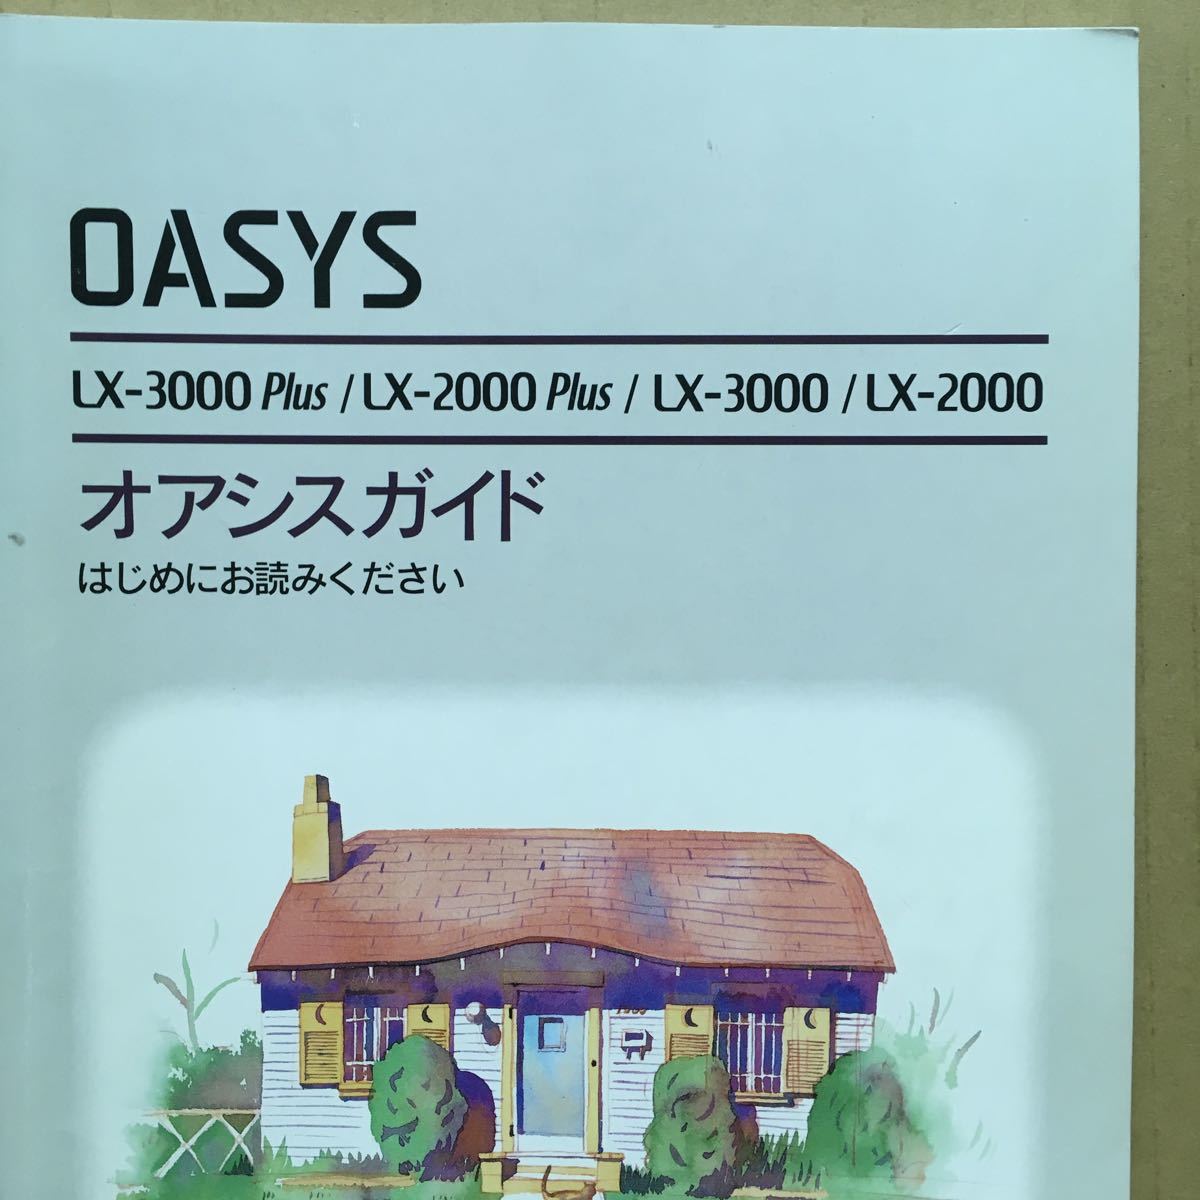 OASYS
LX-3000 Plus / LX-2000 Plus / LX-3000 / LX-2000
オアシスガイド
はじめにお読みください